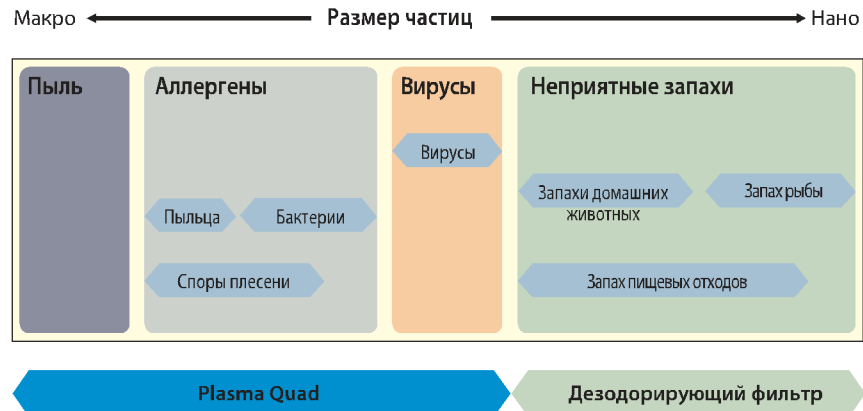 Макро Размер частиц Нано
Пыль Аллергены Вирусы Неприятные запахи
Вирусы
Запахи домашних животных
Запах рыбы
Пыльца Бактерии
Споры плесени
Запах пищевых отходов
Plasma Quad Дезодорирующий фильтр